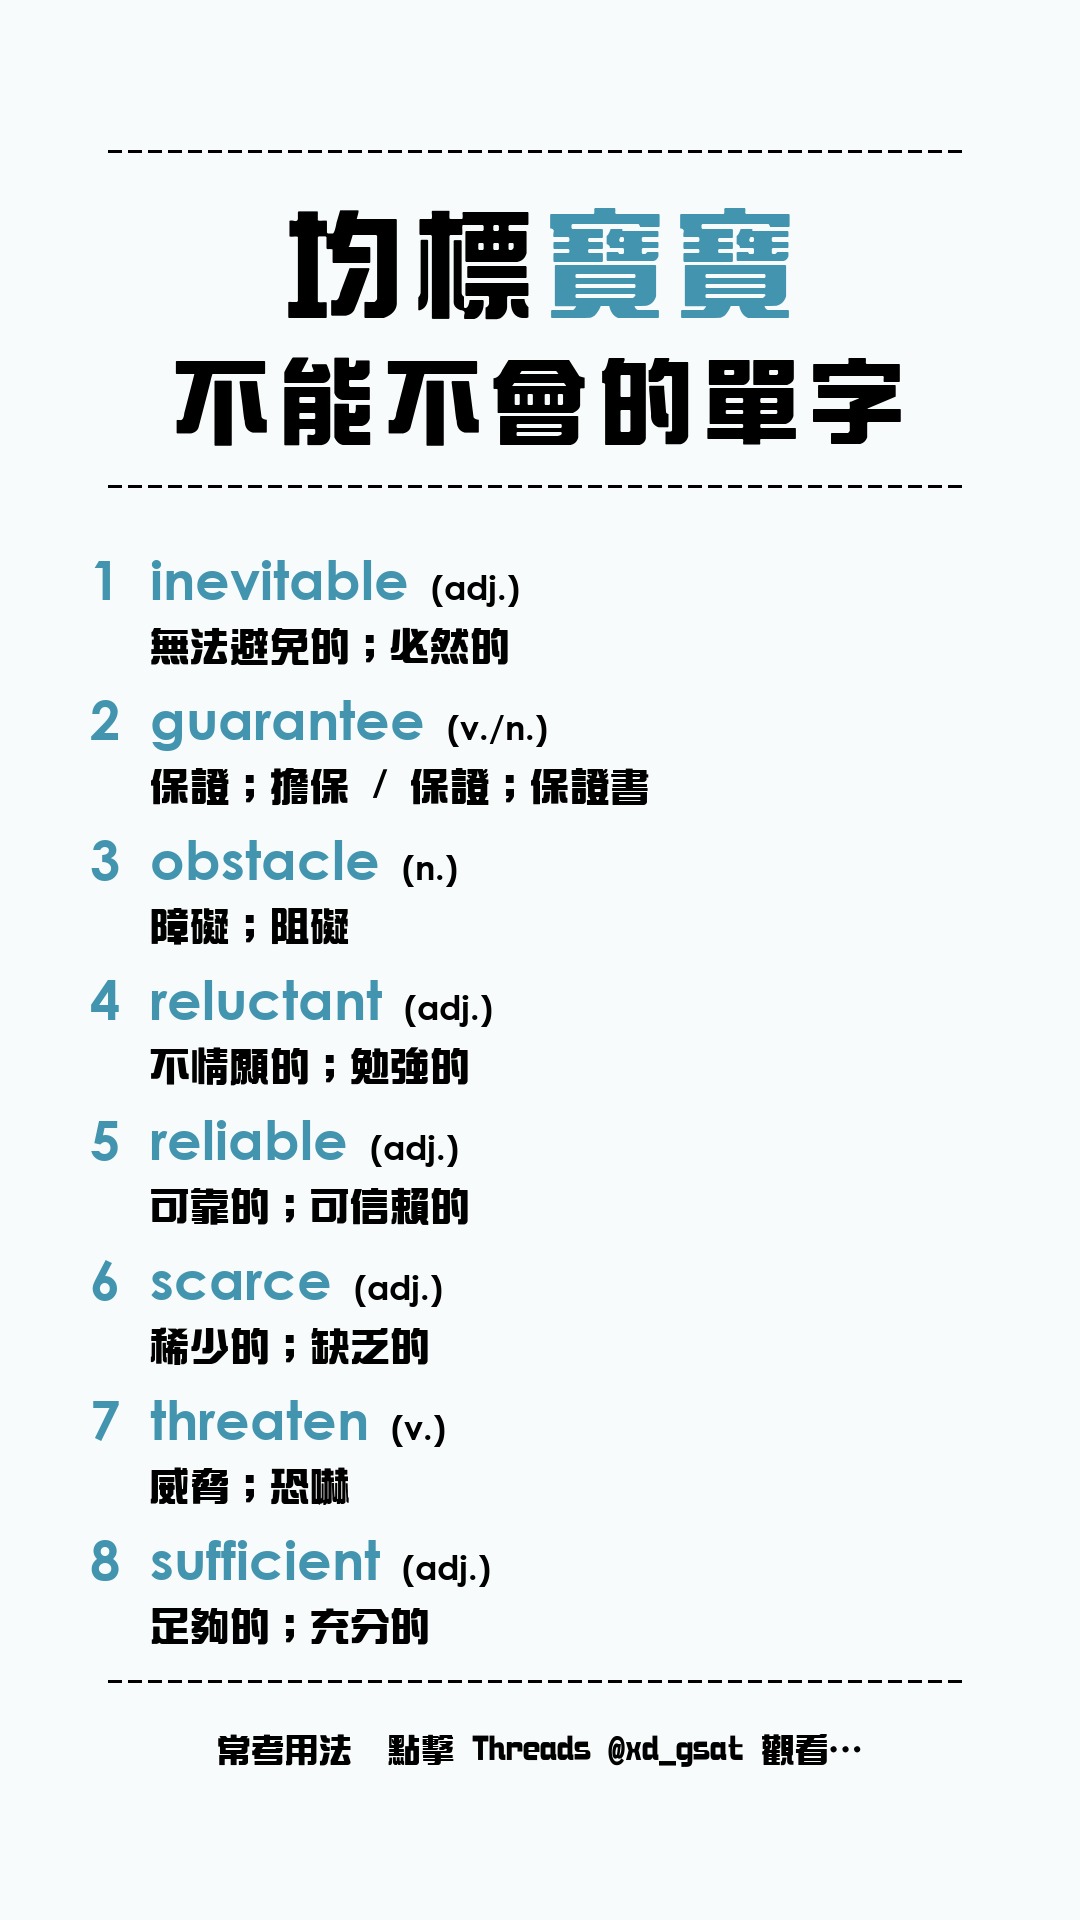 均標寶寶
不能不會的單字
1 inevitable (adj.)
無法避免的；必然的
2 guarantee (v./n.)
保證；擔保 / 保證；保證書
3 obstacle (n.)
障礙；阻礙
4 reluctant (adj.)
不情願的；勉強的
5 reliable (adj.)
可靠的；可信賴的
6 scarce (adj.)
稀少的；缺乏的
7 threaten (v.)
威脅；恐嚇
8 sufficient (adj.)
足夠的；充分的
常考用法 點擊 Threads @xd_gsat 觀看…